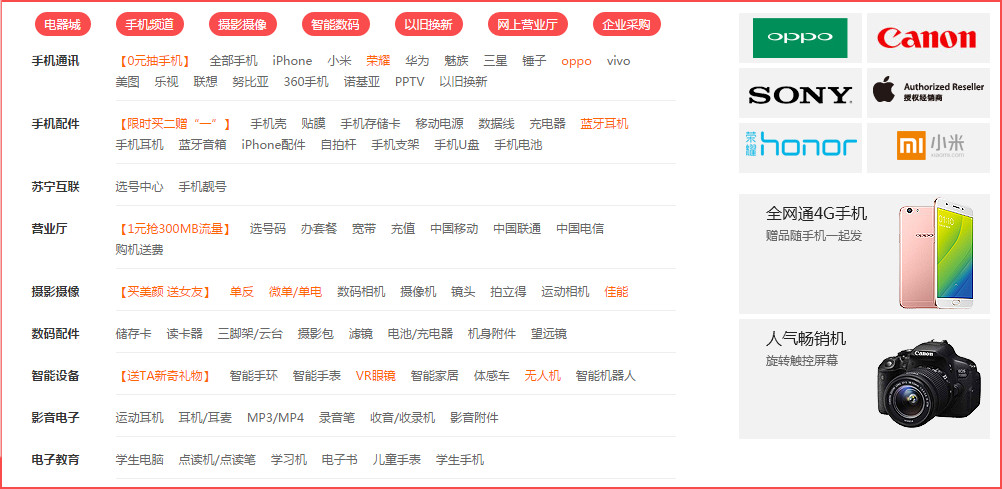 电器城 手机频道 摄影摄像 智能数码 以旧换新 网上营业厅 企业采购
手机通讯 【0元抽手机】 全部手机 iPhone 小米 荣耀 华为 魅族 三星 锤子 oppo vivo
美图 乐视 联想 努比亚 360手机 诺基亚 PPTV 以旧换新
手机配件 【限时买二赠“一”】 手机壳 贴膜 手机存储卡 移动电源 数据线 充电器 蓝牙耳机
手机耳机 蓝牙音箱 iPhone配件 自拍杆 手机支架 手机U盘 手机电池
苏宁互联 选号中心 手机靓号
营业厅 【1元抢300MB流量】 选号码 办套餐 宽带 充值 中国移动 中国联通 中国电信
购机送费
摄影摄像 【买美颜 送女友】 单反 微单/单电 数码相机 摄像机 镜头 拍立得 运动相机 佳能
数码配件 储存卡 读卡器 三脚架/云台 摄影包 滤镜 电池/充电器 机身附件 望远镜
智能设备 【送TA新奇礼物】 智能手环 智能手表 VR眼镜 智能家居 体感车 无人机 智能机器人
影音电子 运动耳机 耳机/耳麦 MP3/MP4 录音笔 收音/收录机 影音附件
电子教育 学生电脑 点读机/点读笔 学习机 电子书 儿童手表 学生手机
oppo Canon
SONY. Authorized Reseller
授权经销商
荣耀 honor 小米
xiaomi.com
全网通4G手机
赠品随手机一起发
oppo
人气畅销机
旋转触控屏幕
Canon